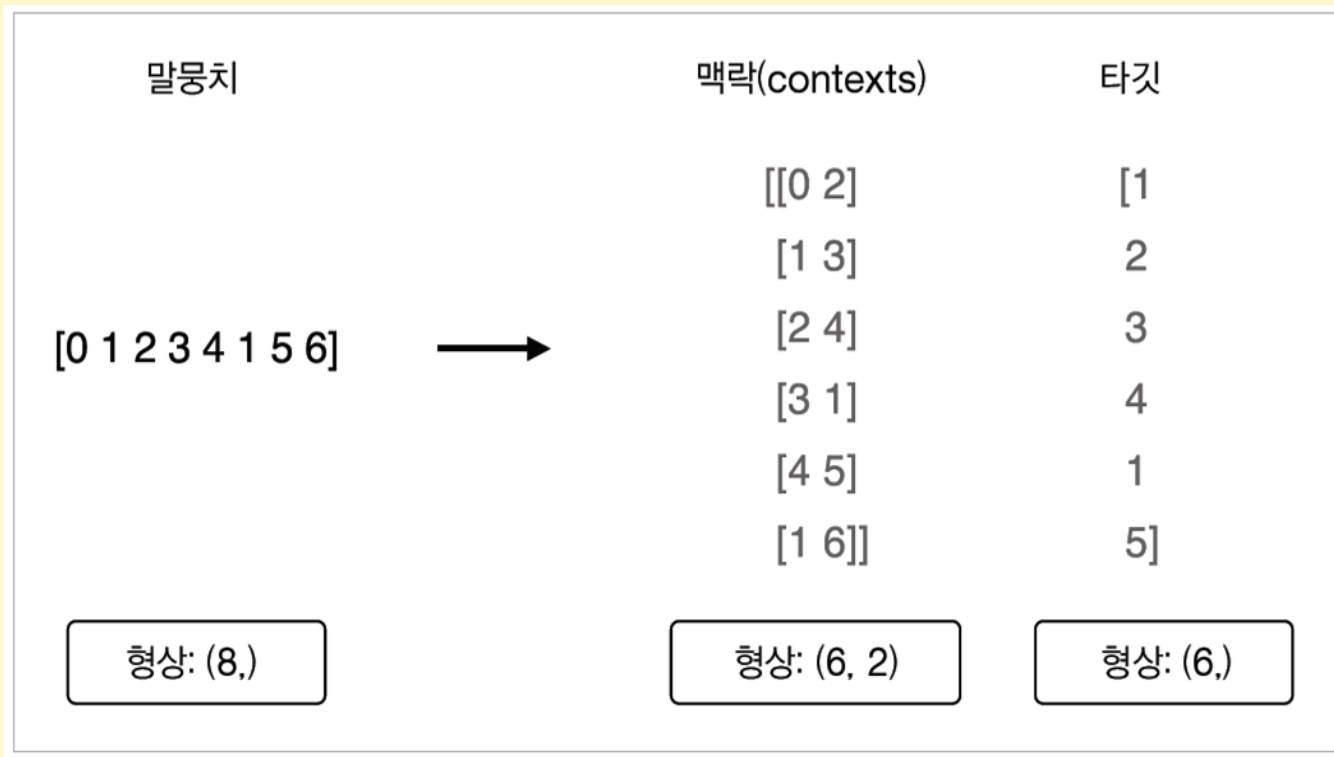 말뭉치 맥락(contexts) 타깃
[[0 2] [1
[1 3] 2
[2 4] 3
[0 1 2 3 4 1 5 6]
[3 1] 4
[4 5] 1
[1 6]] 5]
형상: (8,) 형상: (6, 2) 형상: (6,)